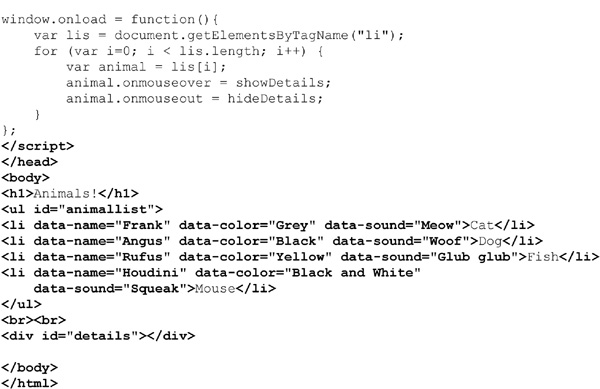 window.onload = function(){
    var lis = document.getElementsByTagName("li");
    for (var i=0; i < lis.length; i++) {
        var animal = lis[i];
        animal.onmouseover = showDetails;
        animal.onmouseout = hideDetails;
    }
};
</script>
</head>
<body>
<h1>Animals!</h1>
<ul id="animallist">
<li data-name="Frank" data-color="Grey" data-sound="Meow">Cat</li>
<li data-name="Angus" data-color="Black" data-sound="Woof">Dog</li>
<li data-name="Rufus" data-color="Yellow" data-sound="Glub glub">Fish</li>
<li data-name="Houdini" data-color="Black and White"
    data-sound="Squeak">Mouse</li>
</ul>
<br><br>
<div id="details"></div>

</body>
</html>